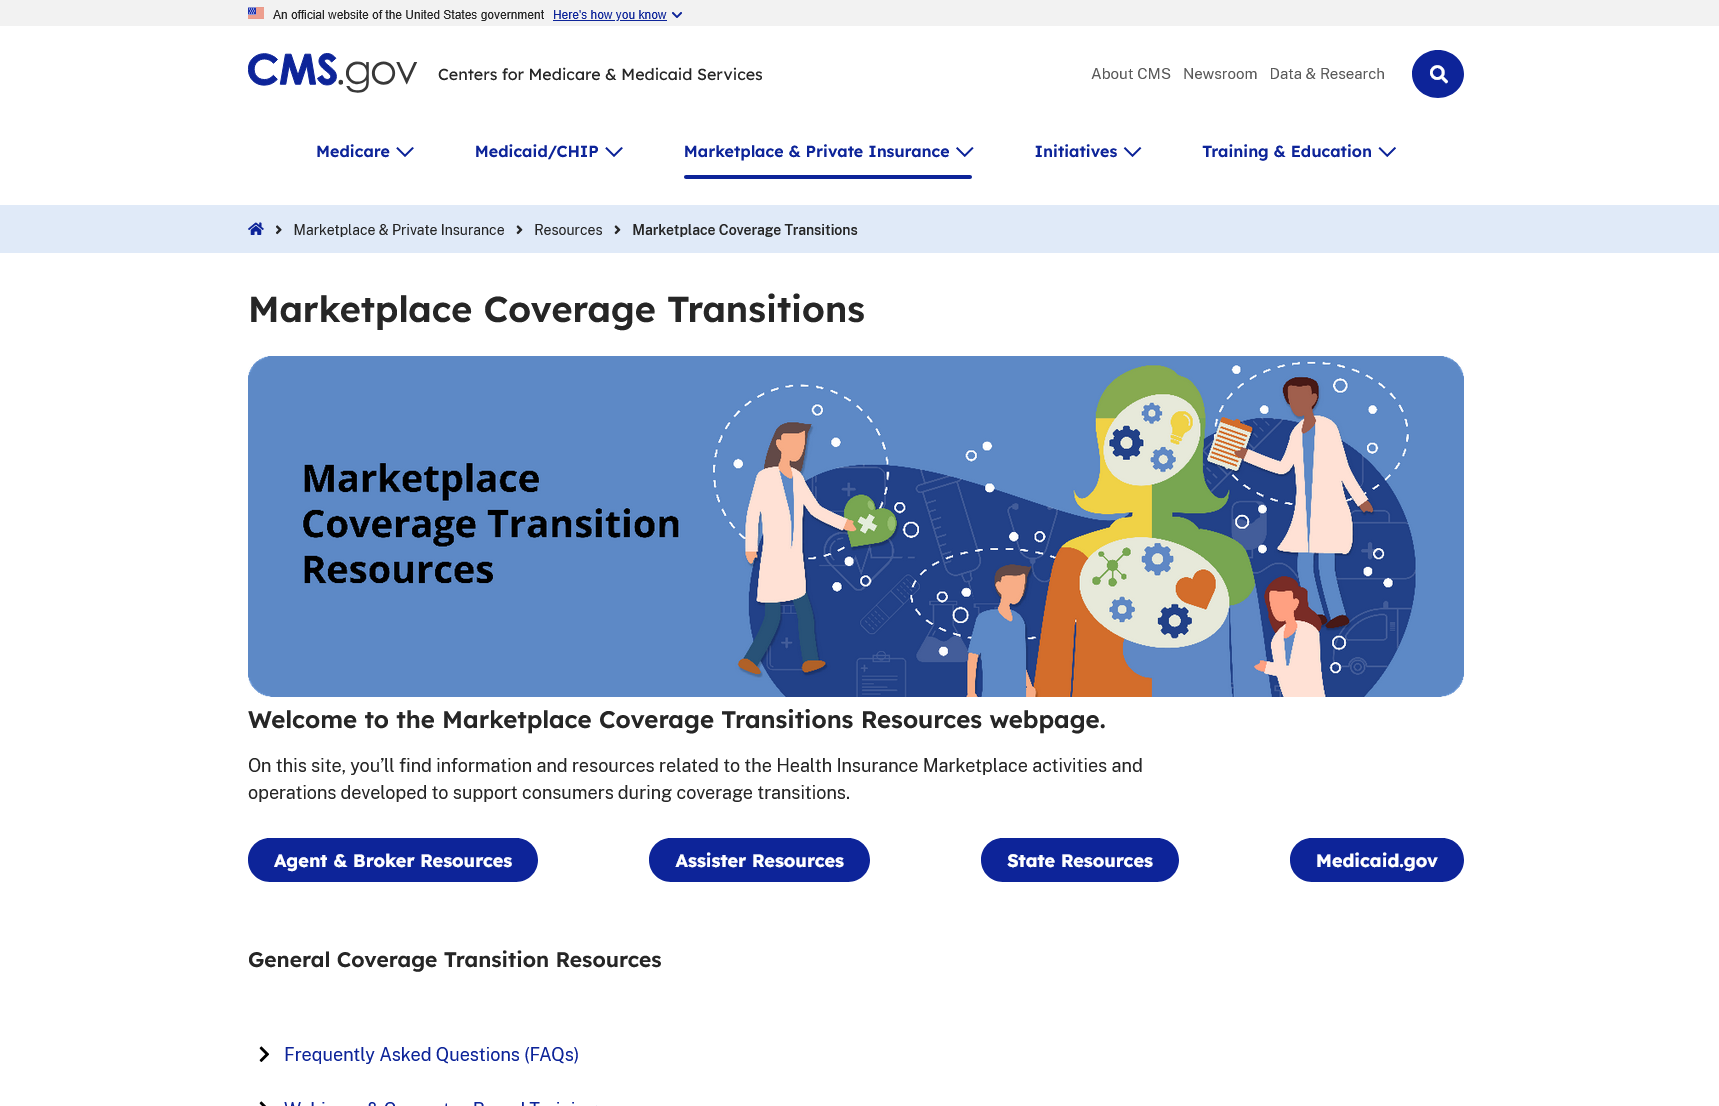 An official website of the United States government Here's how you know
CMS.gov Centers for Medicare & Medicaid Services
About CMS Newsroom Data & Research
Medicare Medicaid/CHIP Marketplace & Private Insurance Initiatives Training & Education
Marketplace & Private Insurance Resources Marketplace Coverage Transitions
Marketplace Coverage Transitions
Marketplace
Coverage Transition
Resources
Welcome to the Marketplace Coverage Transitions Resources webpage.
On this site, you’ll find information and resources related to the Health Insurance Marketplace activities and
operations developed to support consumers during coverage transitions.
Agent & Broker Resources Assister Resources State Resources Medicaid.gov
General Coverage Transition Resources
Frequently Asked Questions (FAQs)